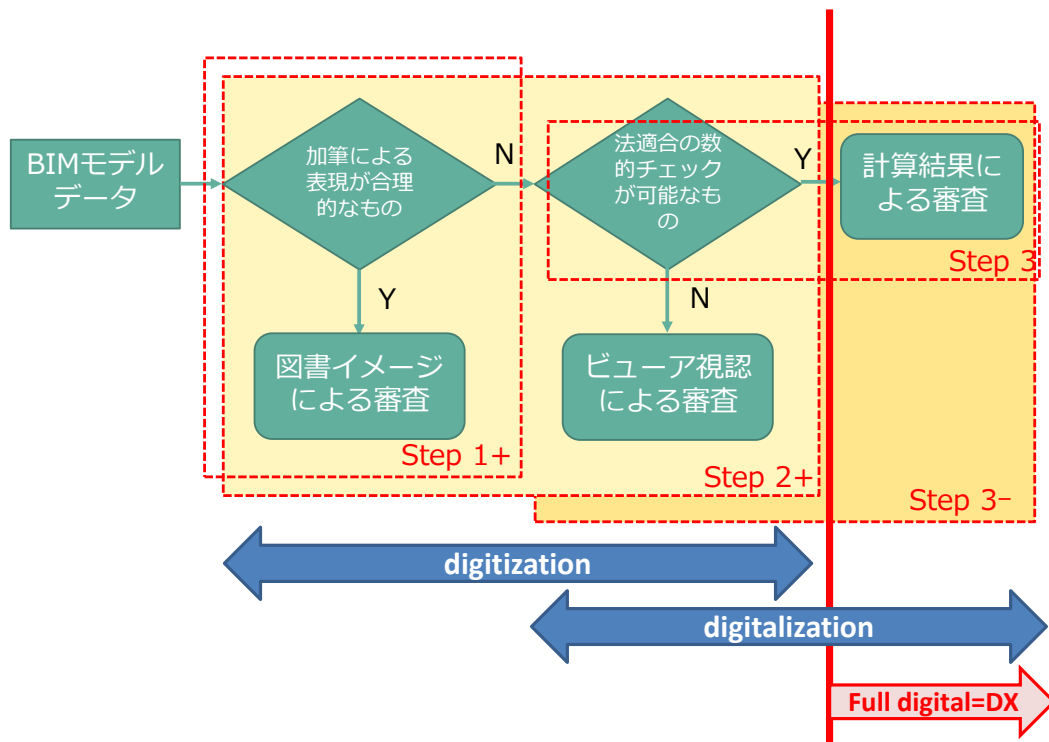 BIMモデル
データ
加筆による
表現が合理
的なもの
N
法適合の数
的チェック
が可能なも
の
Y
計算結果に
よる審査
Step 3
Y
N
図書イメージ
による審査
ビューア視認
による審査
Step 1+
Step 2+
Step 3-
digitization
digitalization
Full digital=DX